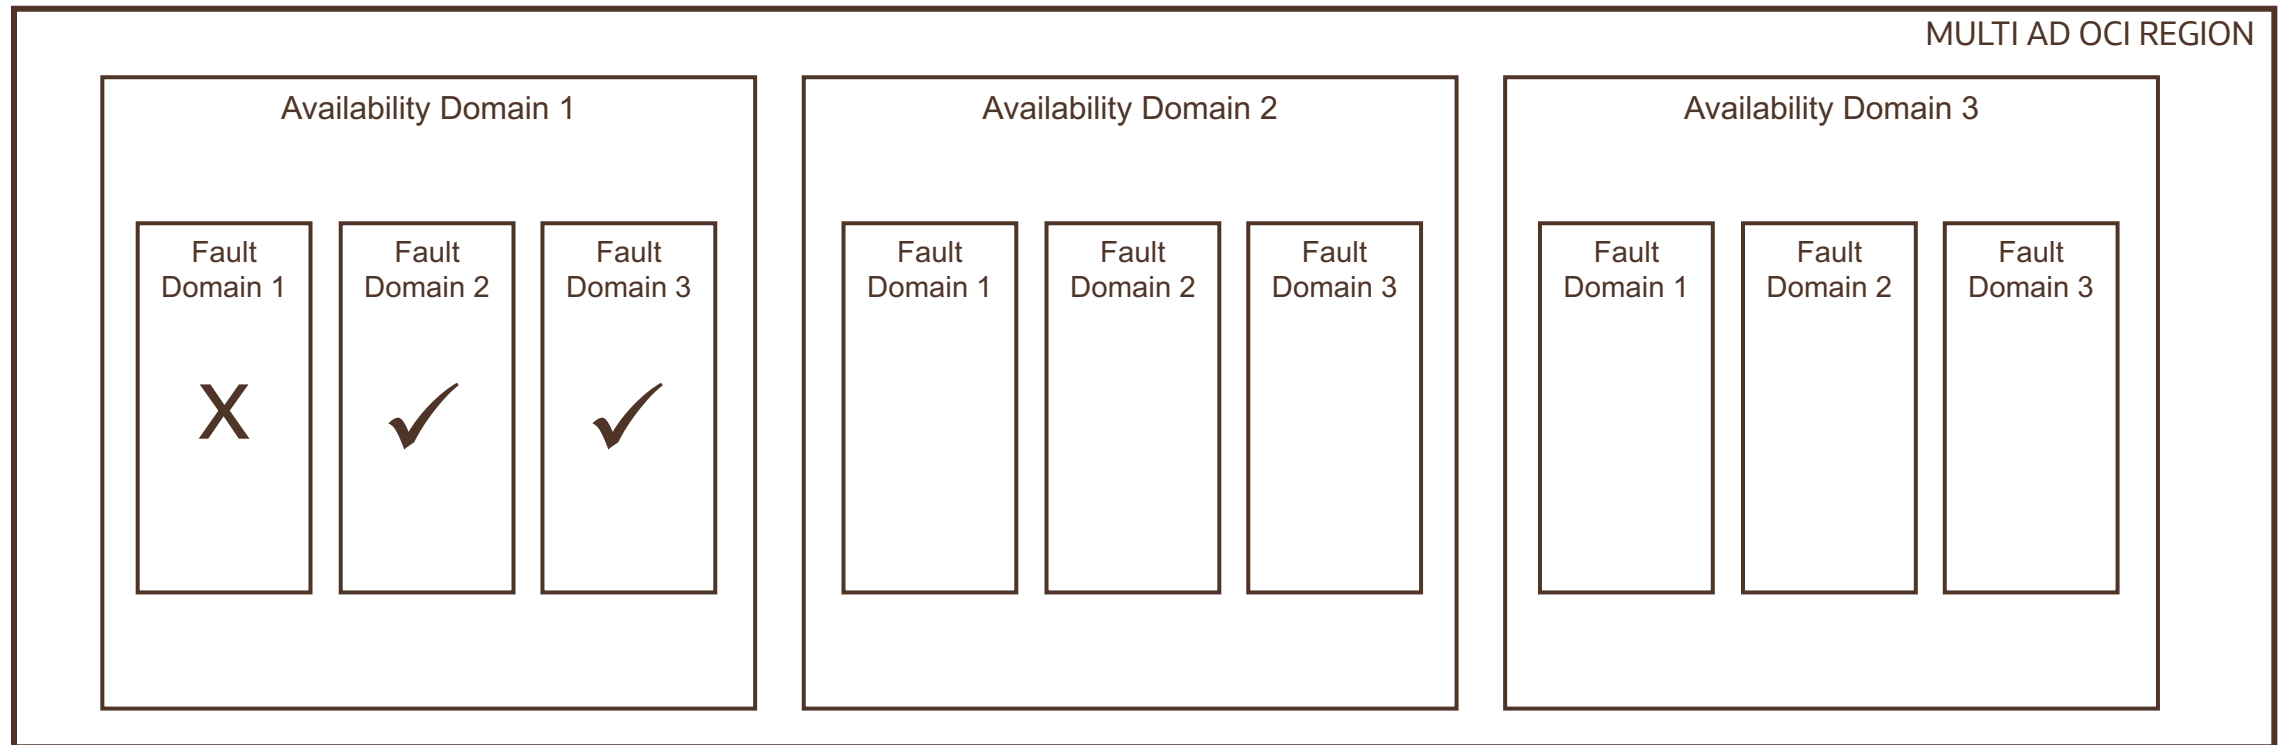 MULTI AD OCI REGION
Availability Domain 1
Fault
Domain 1
X
Fault
Domain 2
✓
Fault
Domain 3
✓
Availability Domain 2
Fault
Domain 1
Fault
Domain 2
Fault
Domain 3
Availability Domain 3
Fault
Domain 1
Fault
Domain 2
Fault
Domain 3